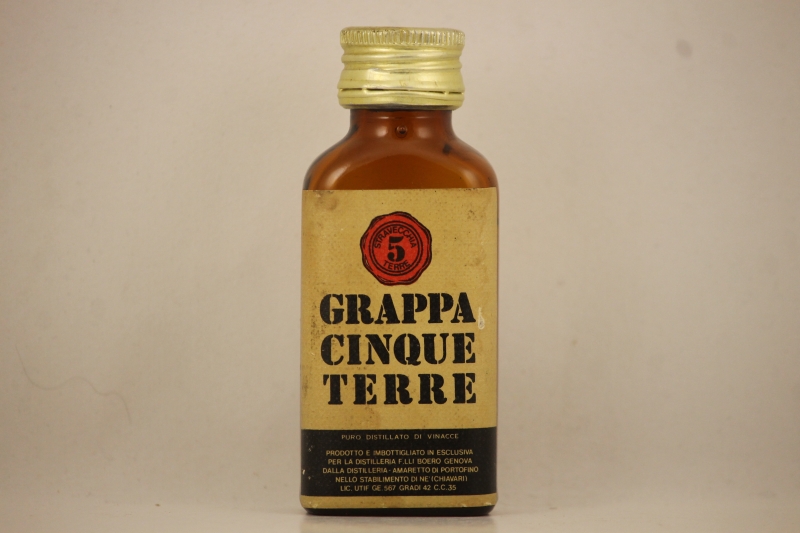 STRAVECCHIA
5
TERRE
GRAPPA
CINQUE
TERRE
PURO DISTILLATO DI VINACCE
PRODOTTO E IMBOTTIGLIATO IN ESCLUSIVA
PER LA DISTILLERIA F.LLI BOERO GENOVA
DALLA DISTILLERIA - AMARETTO DI PORTOFINO
NELLO STABILIMENTO DI NE' (CHIAVARI)
LIC. UTIF GE 567 GRADI 42 C.C. 35